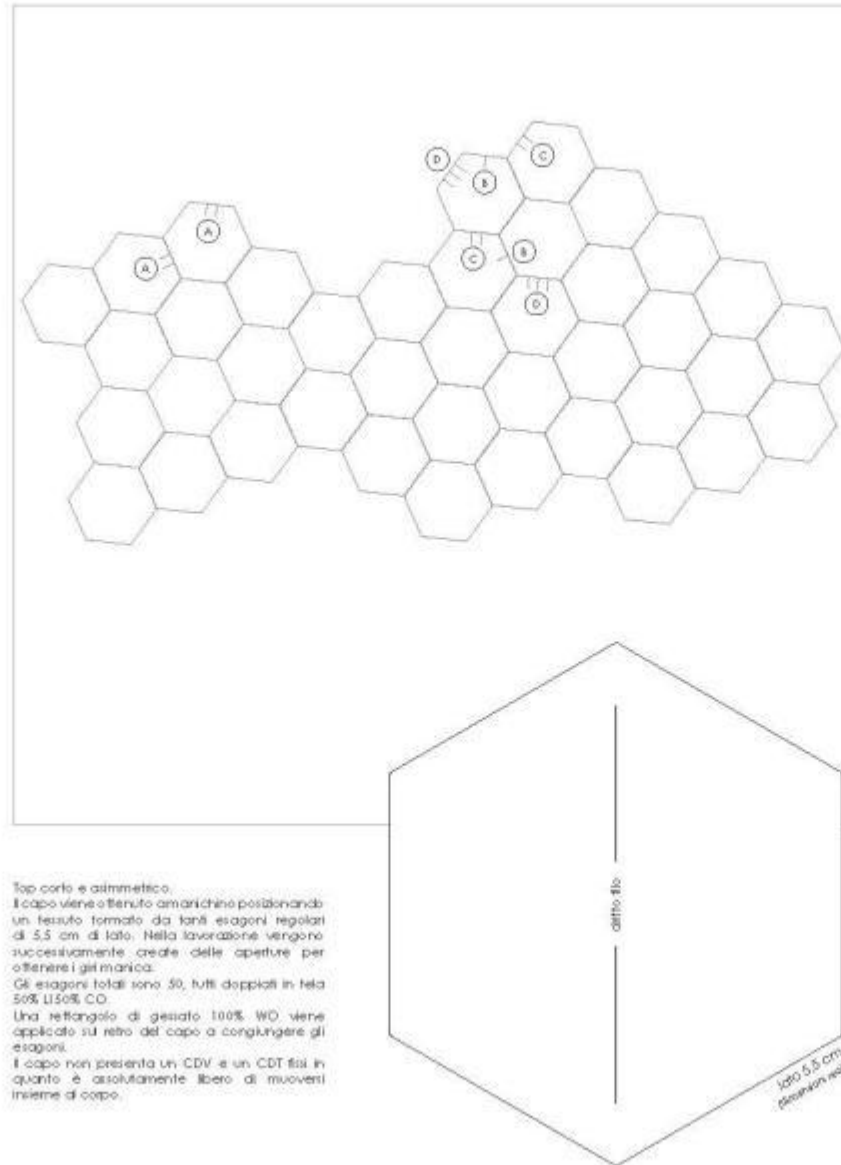 D
B
C
A
A
C
B
D
diritto filo
lato 5,5 cm
Top corto e asimmetrico.
Il capo viene ottenuto a manichino posizionando
un tessuto formato da tanti esagoni regolari
di 5,5 cm di lato. Nella lavorazione vengono
successivamente create delle aperture per
ottenere i giri manica.
Gli esagoni totali sono 50, tutti doppiati in tela
50% LI 50% CO.
Una rettangolo di gessato 100% WO viene
applicato sul retro del capo a congiungere gli
esagoni.
Il capo non presenta un CDV e un CDT fissi in
quanto è assolutamente libero di muoversi
insieme al corpo.